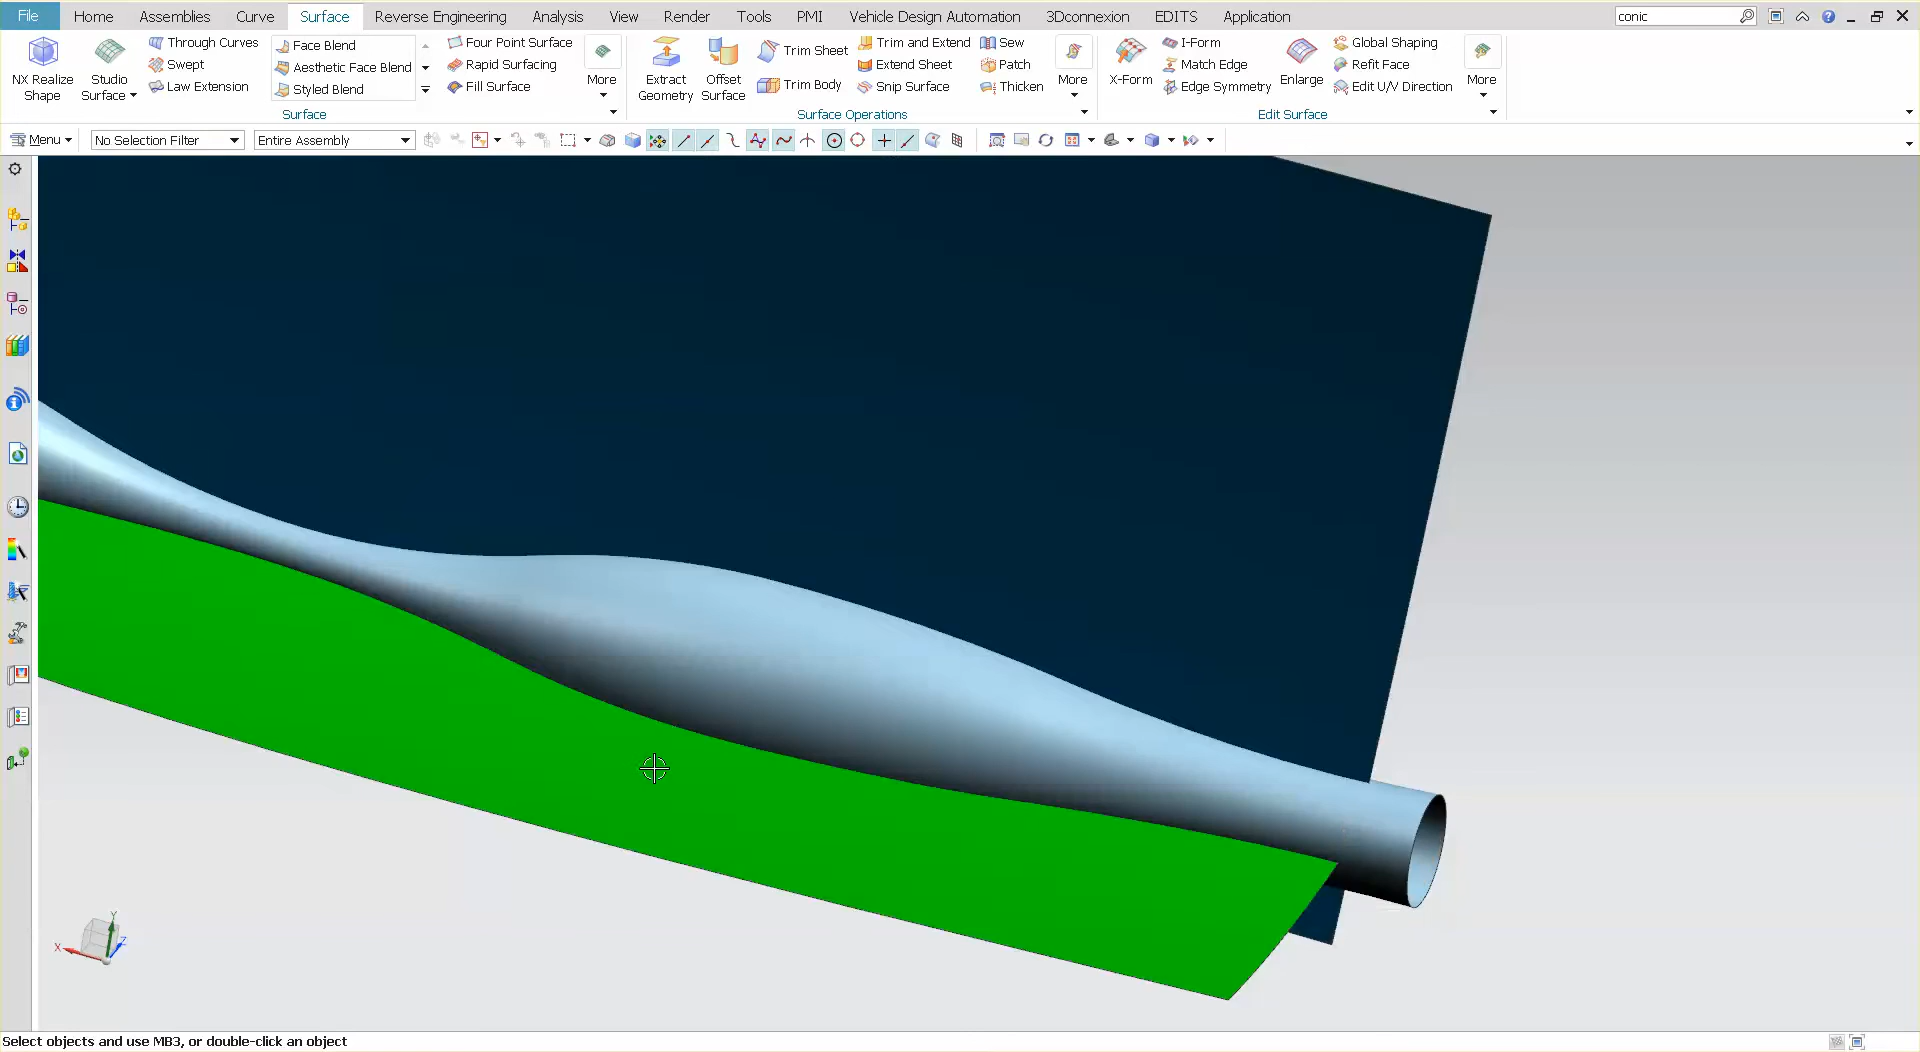 File Home Assemblies Curve Surface Reverse Engineering Analysis View Render Tools PMI Vehicle Design Automation 3Dconnexion EDITS Application conic
NX Realize Shape
Studio Surface
Through Curves
Swept
Law Extension
Face Blend
Aesthetic Face Blend
Styled Blend
Four Point Surface
Rapid Surfacing
Fill Surface
More
Surface
Extract Geometry
Offset Surface
Trim Sheet
Trim Body
Trim and Extend
Extend Sheet
Snip Surface
Sew
Patch
Thicken
More
Surface Operations
X-Form
I-Form
Match Edge
Edge Symmetry
Enlarge
Global Shaping
Refit Face
Edit U/V Direction
More
Edit Surface
Menu No Selection Filter Entire Assembly
Y
X
Z
Select objects and use MB3, or double-click an object